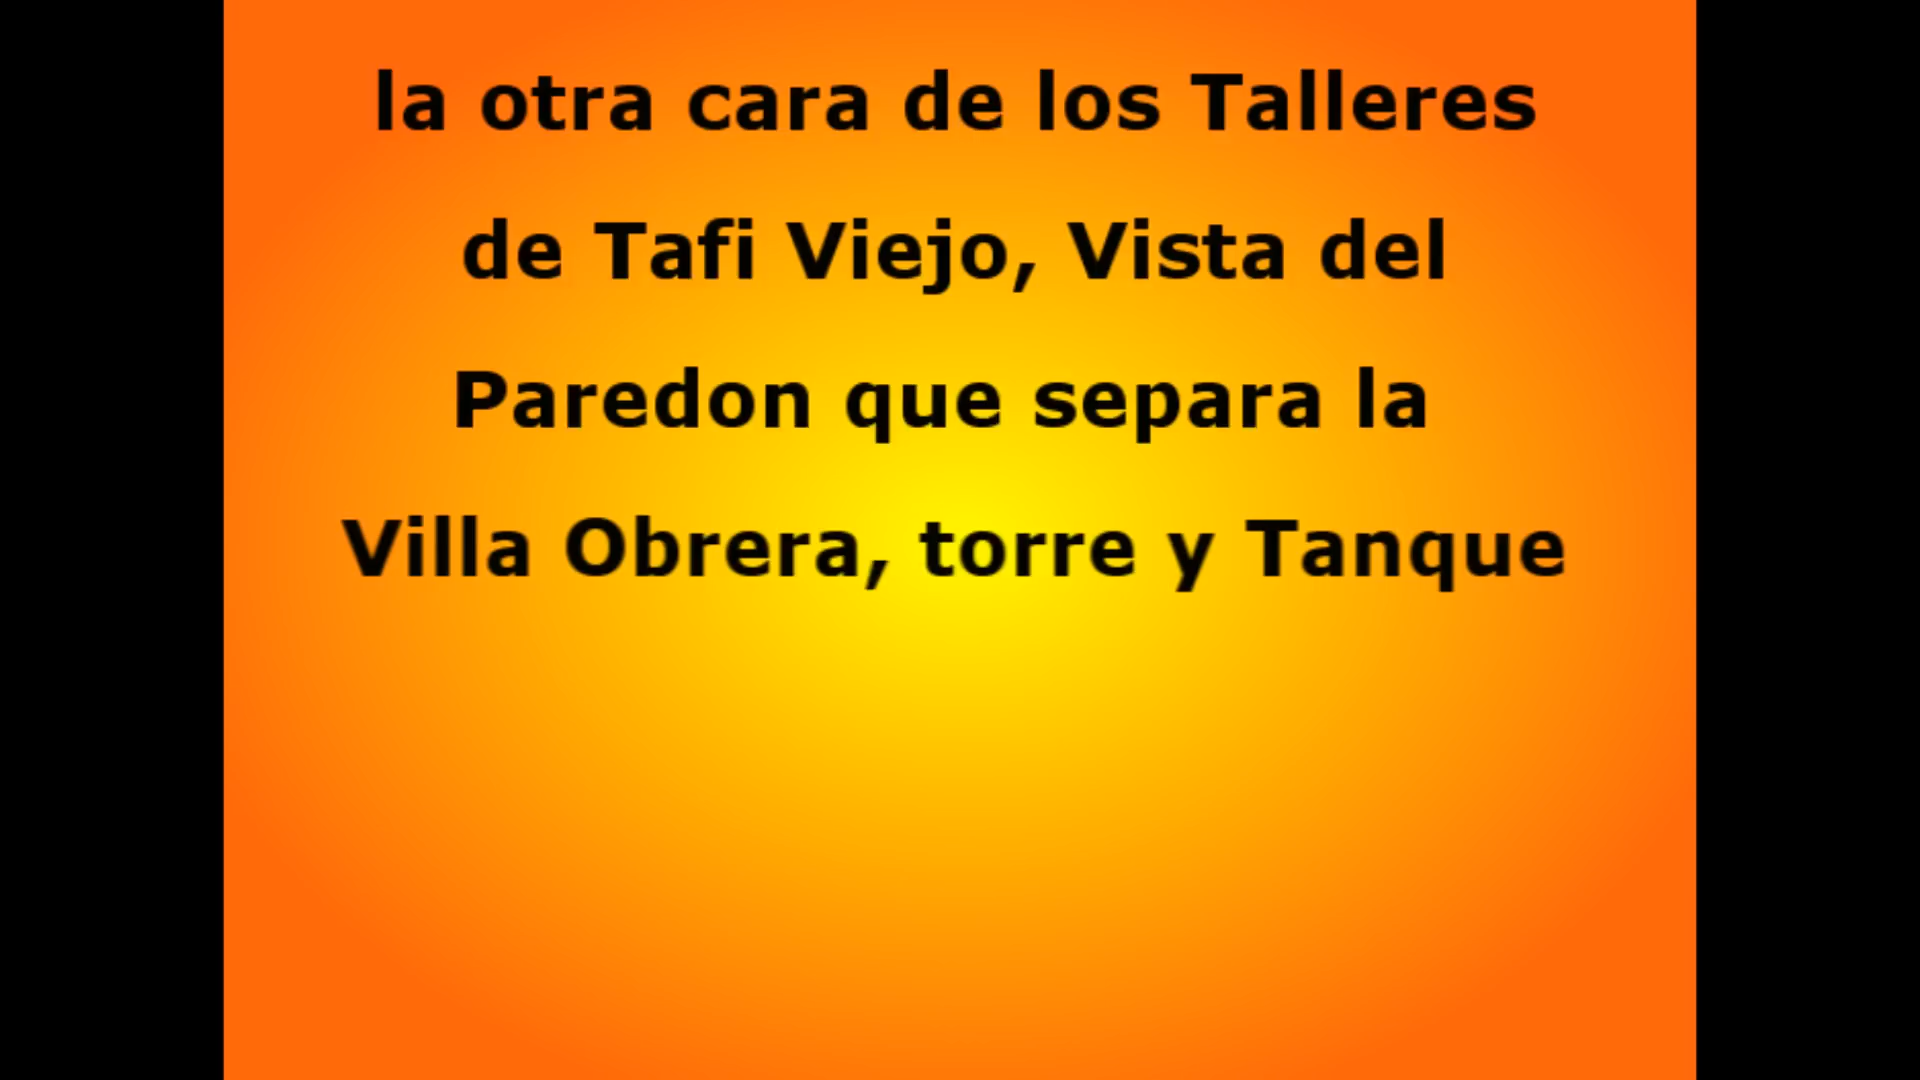 la otra cara de los Talleres
de Tafi Viejo, Vista del
Paredon que separa la
Villa Obrera, torre y Tanque